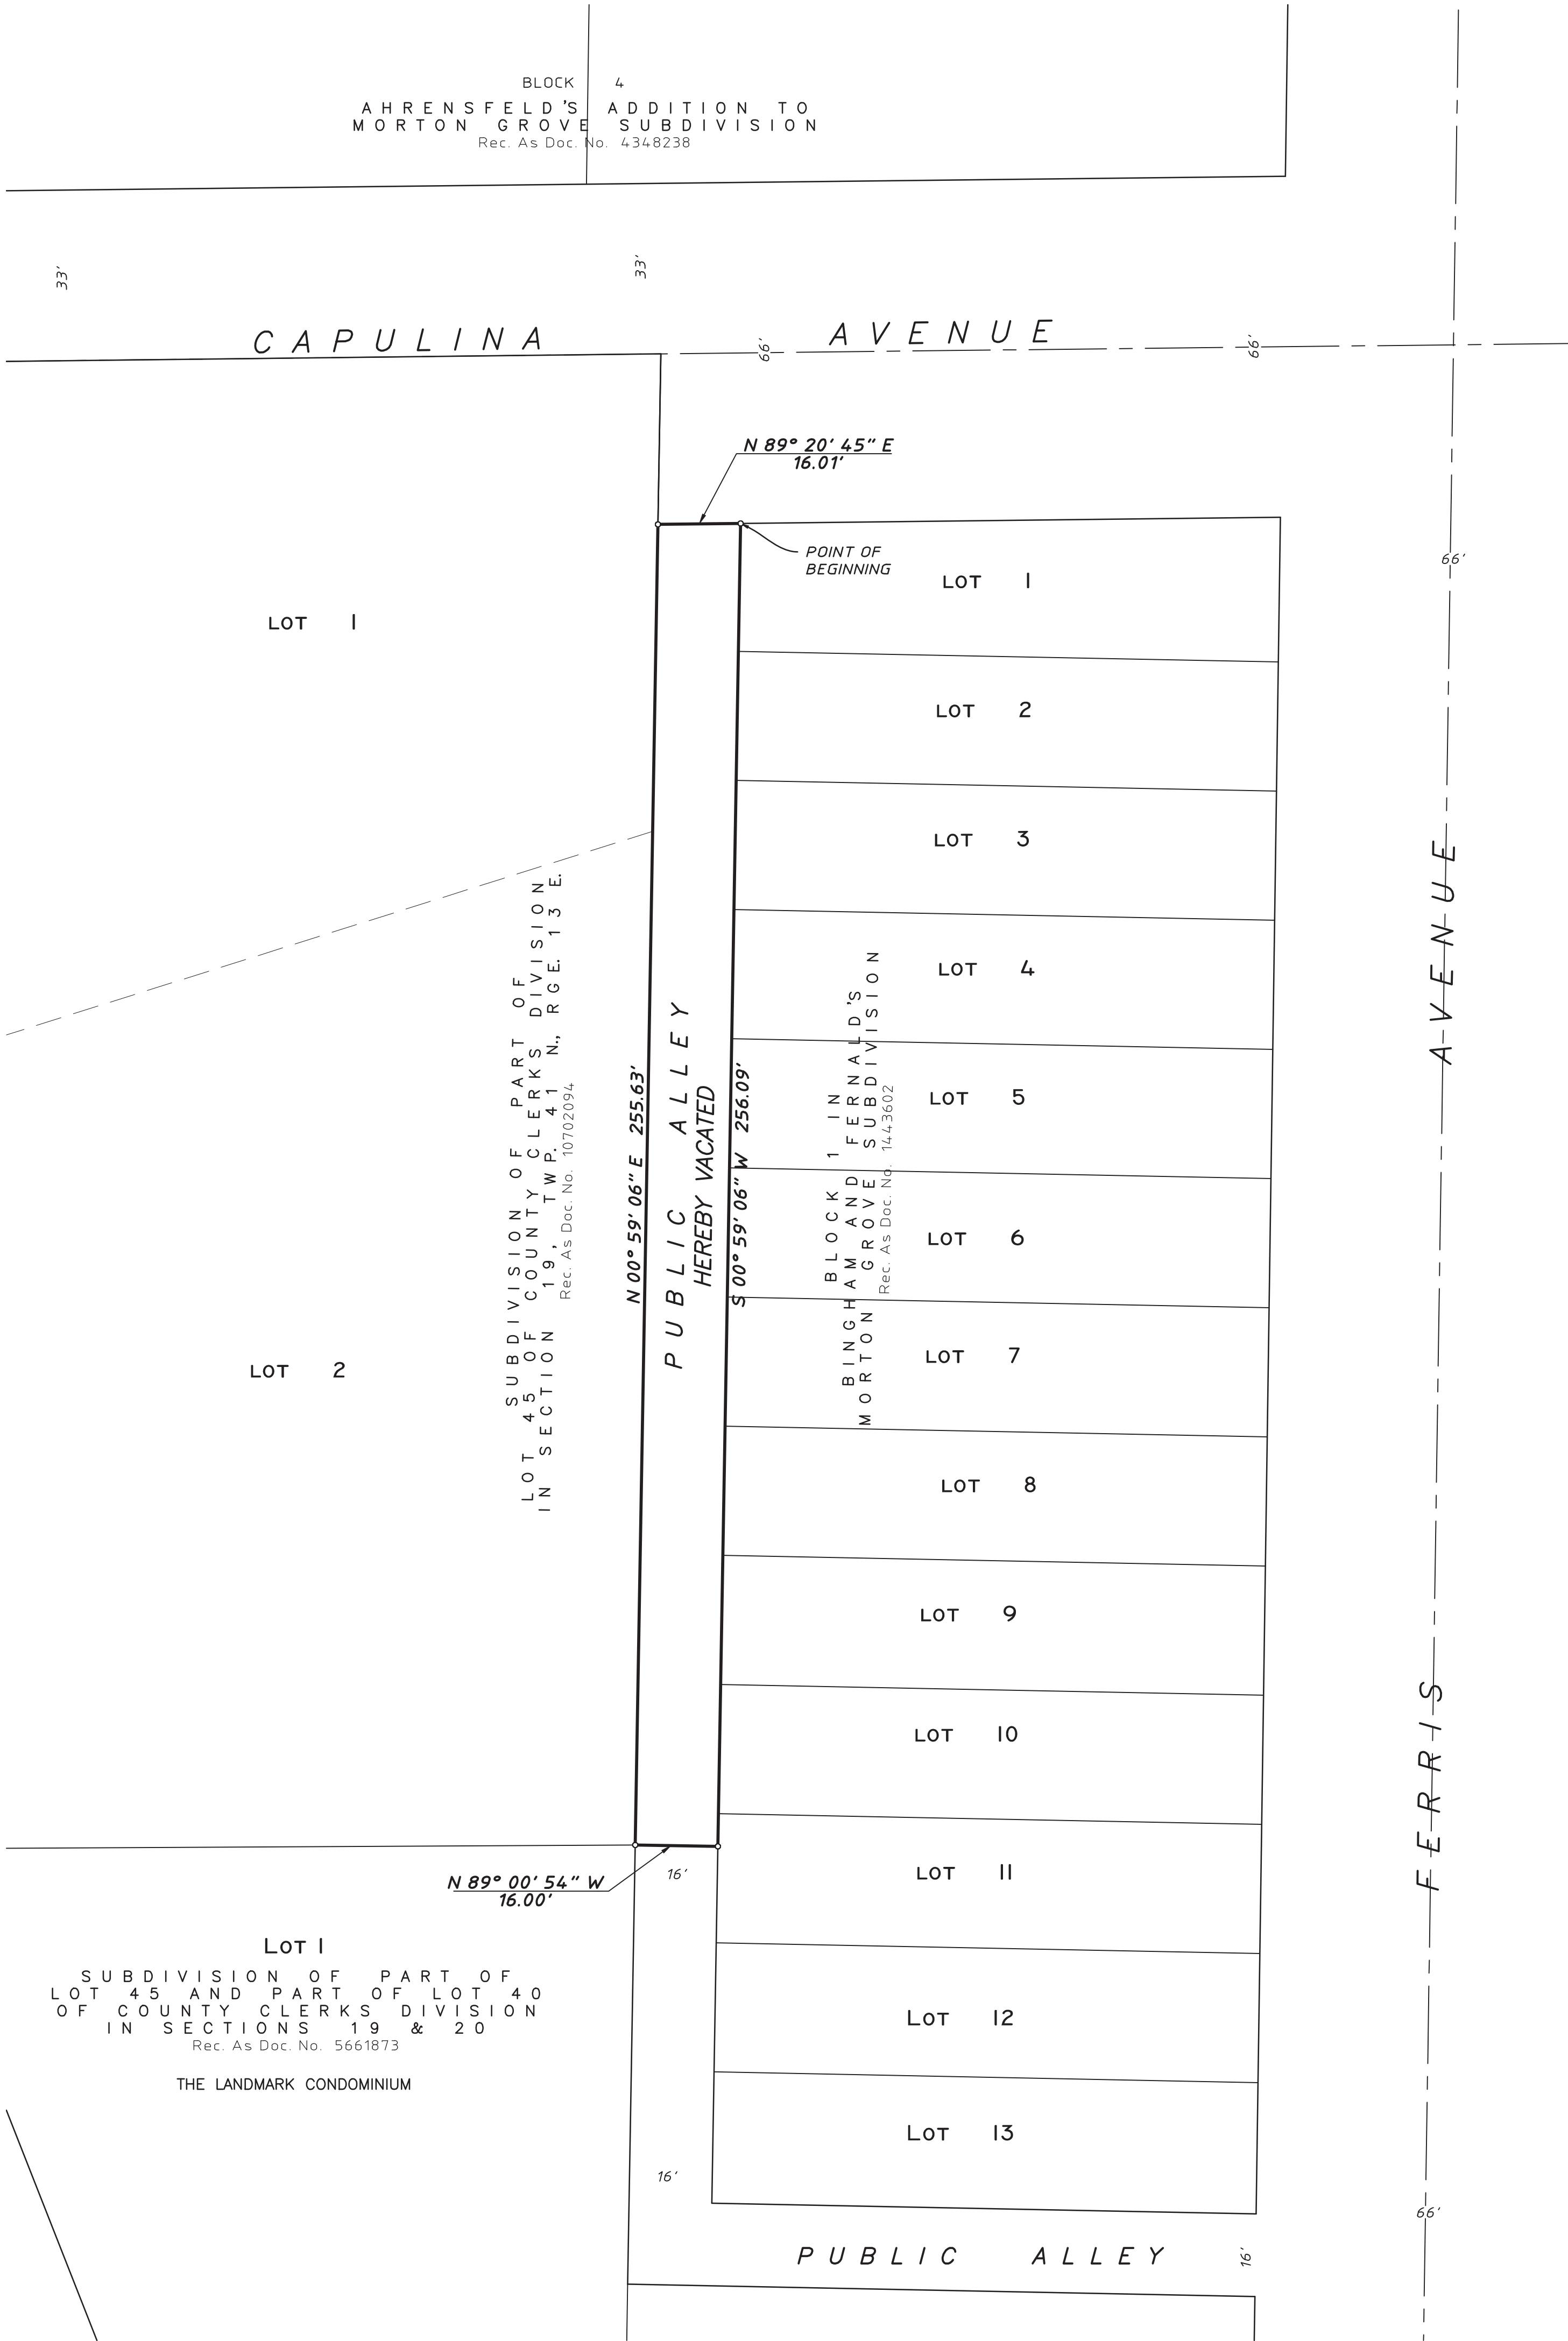 BLOCK 4
AHRENSFELD'S ADDITION TO
MORTON GROVE SUBDIVISION
Rec. As Doc. No. 4348238
33'
33'
CAPULINA AVENUE
66'
66'
N 89° 20' 45" E
16.01'
POINT OF
BEGINNING
66'
LOT 1
LOT 1
LOT 2
LOT 3
LOT 4
LOT 5
LOT 6
LOT 7
LOT 8
LOT 9
LOT 10
LOT 11
LOT 12
LOT 13
LOT 2
SUBDIVISION OF PART OF
LOT 45 OF COUNTY CLERKS DIVISION
IN SECTION 19, TWP. 41 N., RGE. 13 E.
Rec. As Doc. No. 10702094
N 00° 59' 06" E 255.63'
PUBLIC ALLEY
HEREBY VACATED
S 00° 59' 06" W 256.09'
BLOCK 1 IN
BINGHAM AND FERNALD'S
MORTON GROVE SUBDIVISION
Rec. As Doc. No. 1443602
FERRIS AVENUE
16'
N 89° 00' 54" W
16.00'
LOT 1
SUBDIVISION OF PART OF
LOT 45 AND PART OF LOT 40
OF COUNTY CLERKS DIVISION
IN SECTIONS 19 & 20
Rec. As Doc. No. 5661873
THE LANDMARK CONDOMINIUM
16'
66'
PUBLIC ALLEY
16'